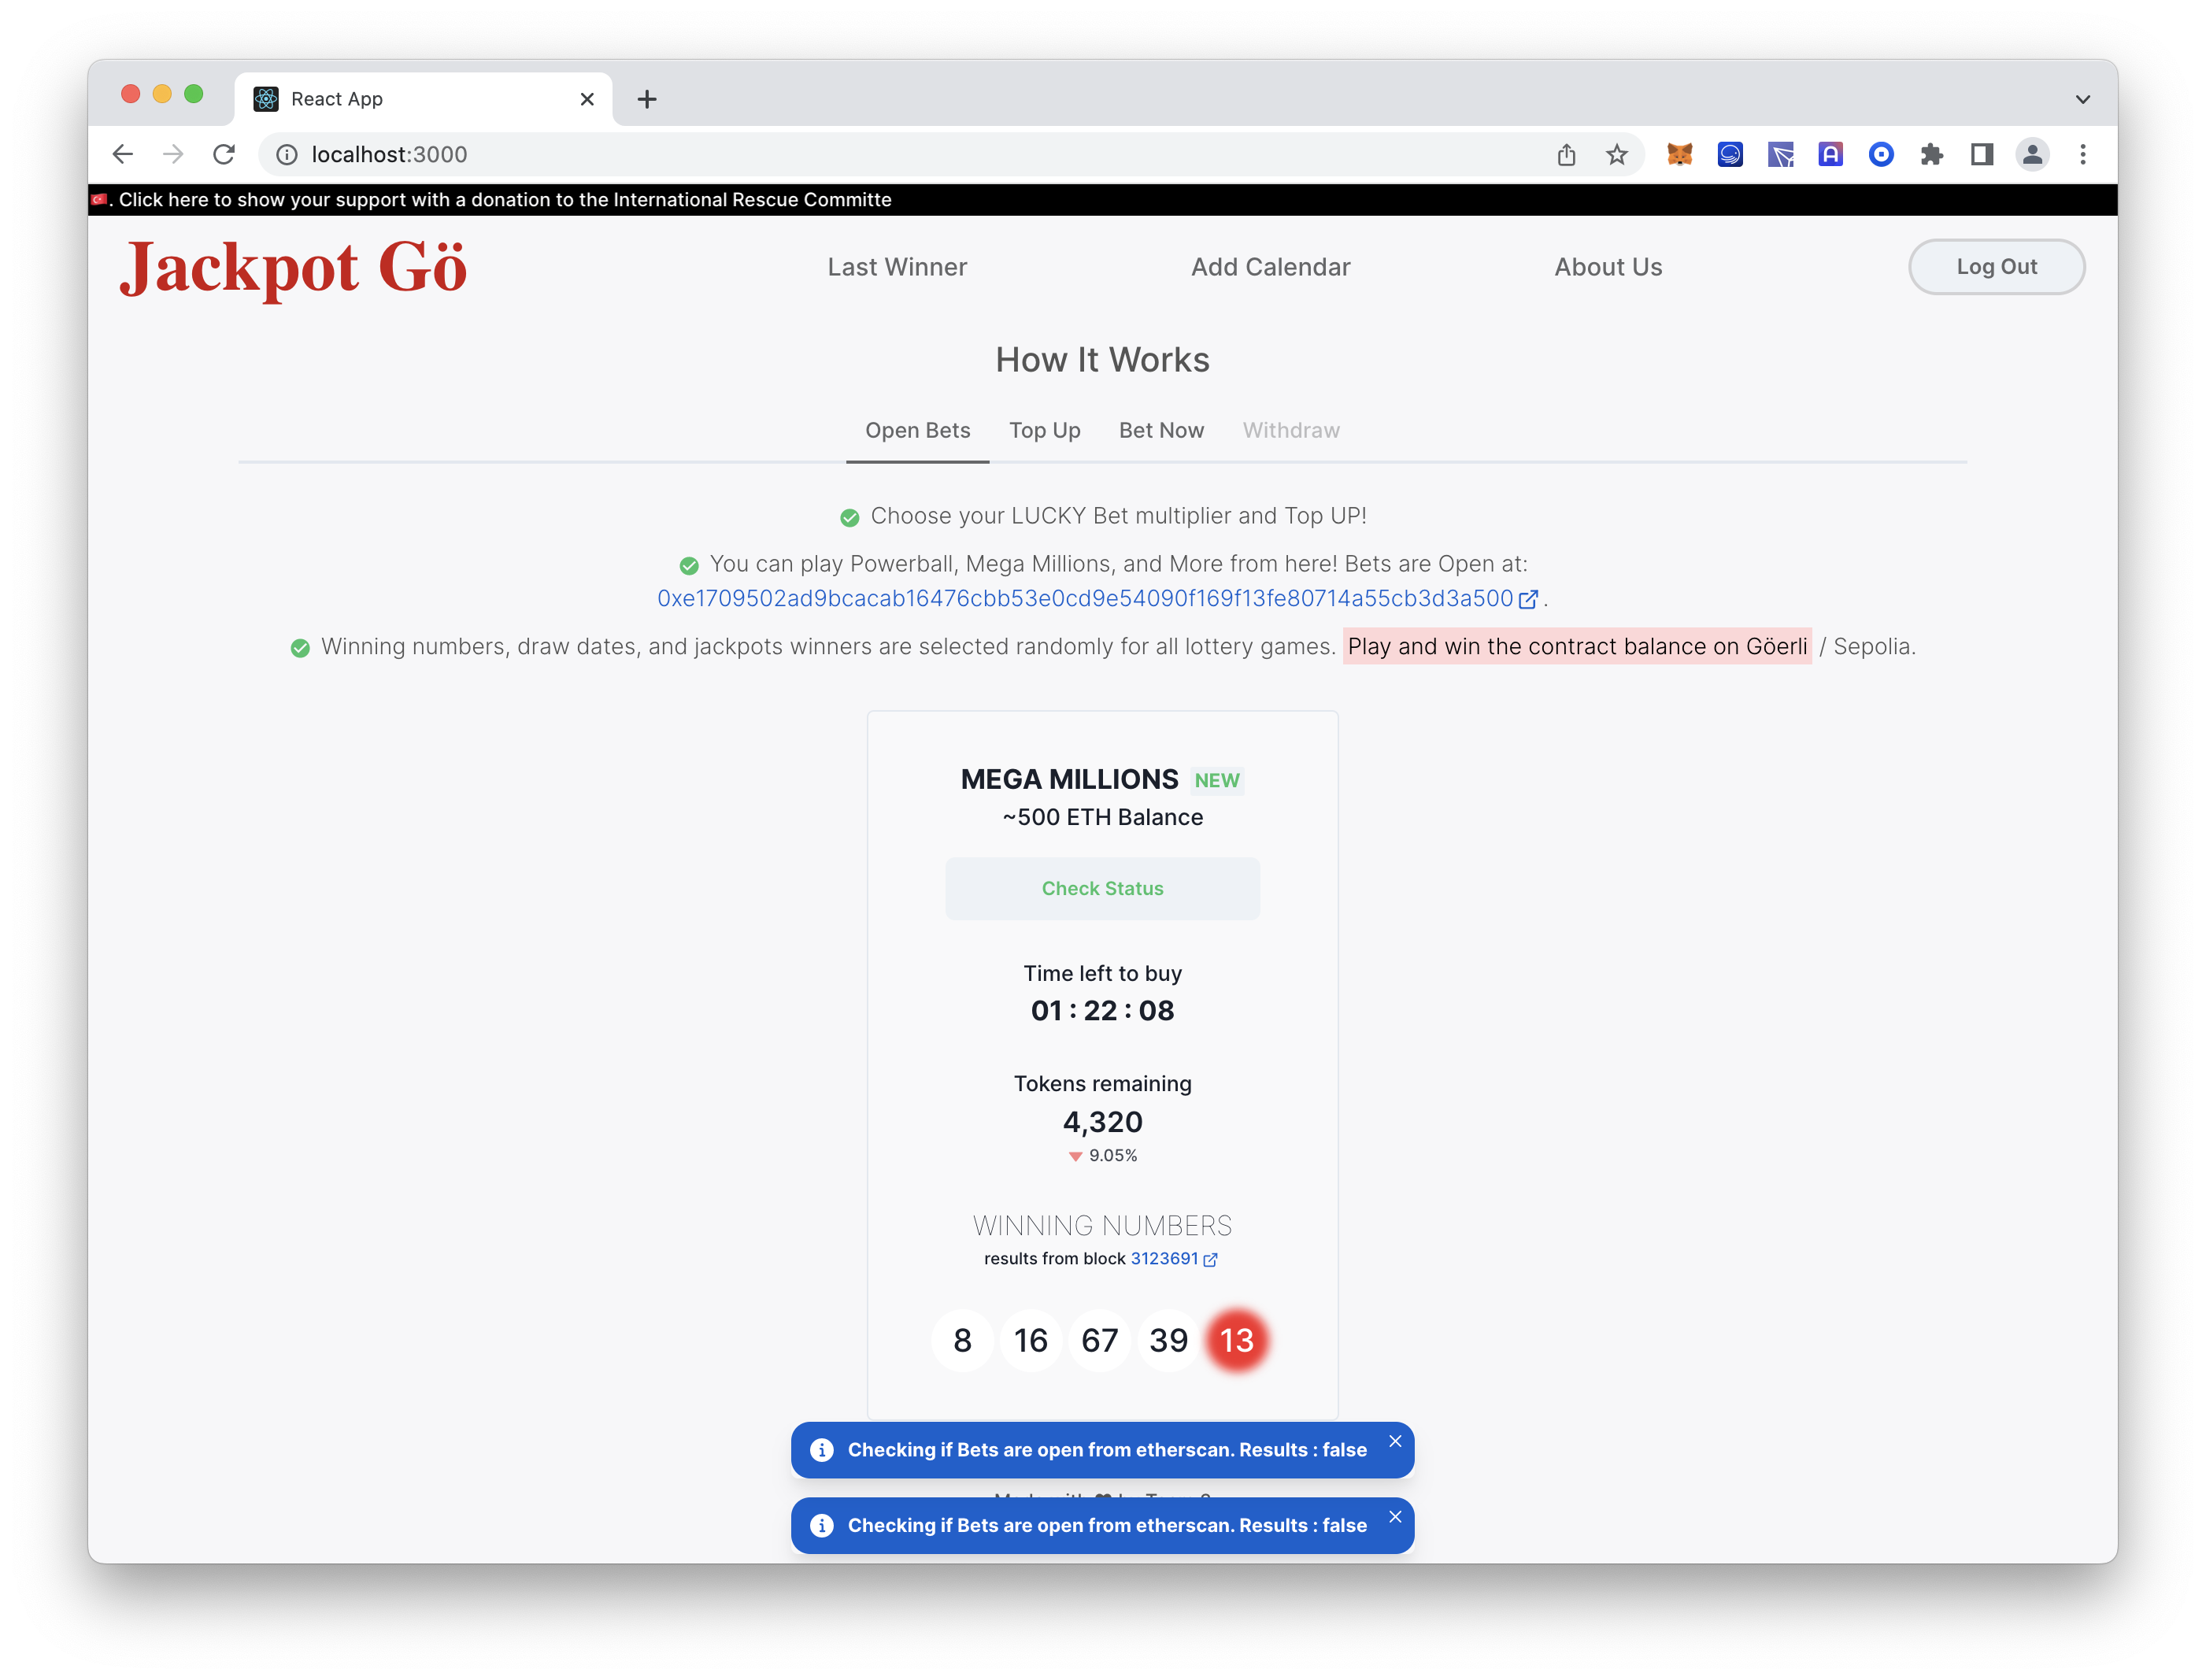 React App
localhost:3000
. Click here to show your support with a donation to the International Rescue Committe
Jackpot Gö
Last Winner
Add Calendar
About Us
Log Out
How It Works
Open Bets
Top Up
Bet Now
Withdraw
Choose your LUCKY Bet multiplier and Top UP!
You can play Powerball, Mega Millions, and More from here! Bets are Open at:
0xe1709502ad9bcacab16476cbb53e0cd9e54090f169f13fe80714a55cb3d3a500 .
Winning numbers, draw dates, and jackpots winners are selected randomly for all lottery games. Play and win the contract balance on Göerli / Sepolia.
MEGA MILLIONS NEW
~500 ETH Balance
Check Status
Time left to buy
01 : 22 : 08
Tokens remaining
4,320
9.05%
WINNING NUMBERS
results from block 3123691
8 16 67 39 13
Checking if Bets are open from etherscan. Results : false
Checking if Bets are open from etherscan. Results : false